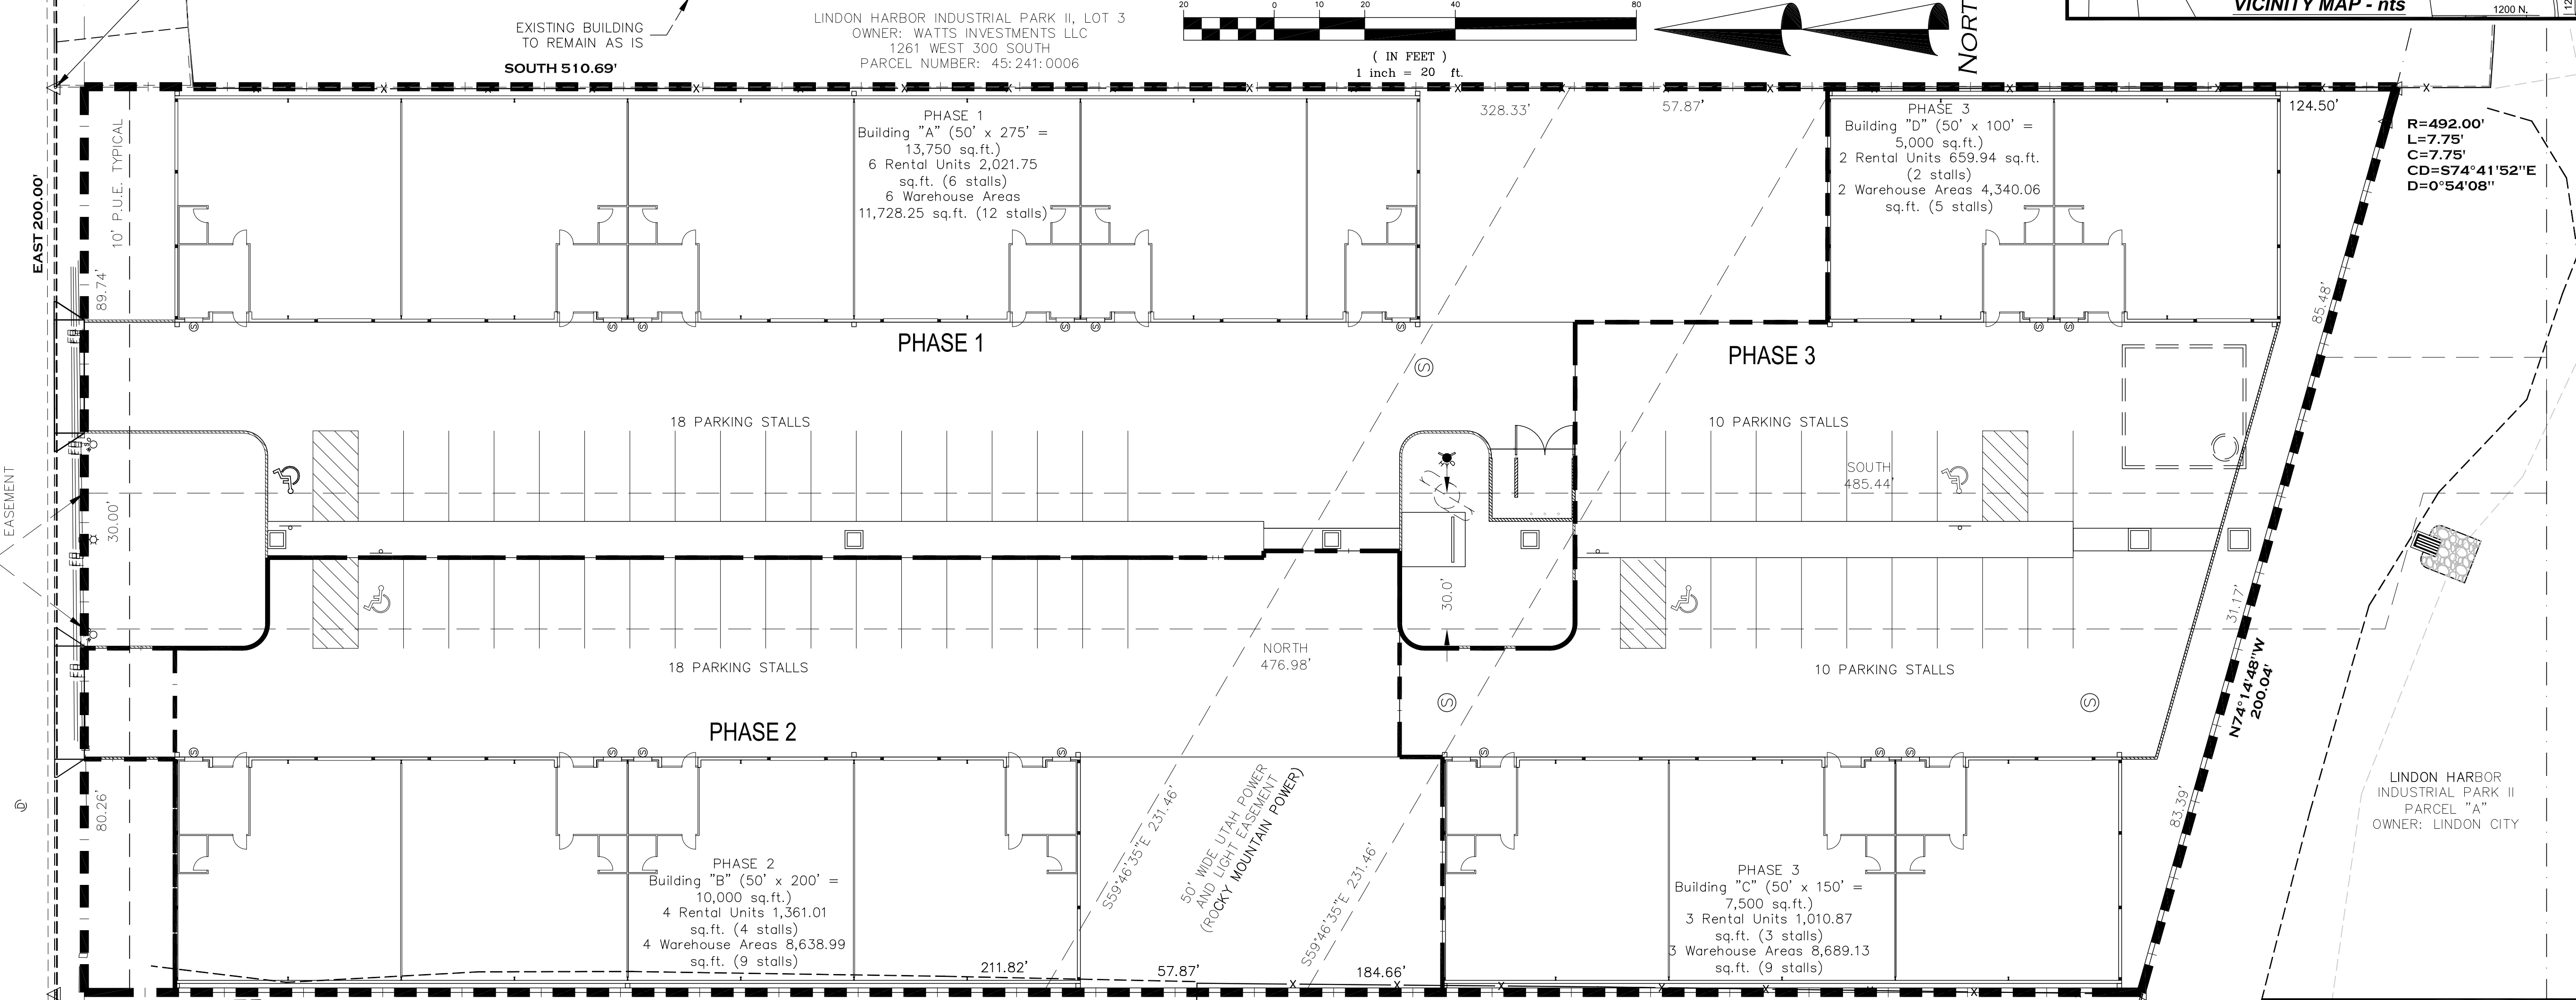 EXISTING BUILDING
TO REMAIN AS IS
LINDON HARBOR INDUSTRIAL PARK II, LOT 3
OWNER: WATTS INVESTMENTS LLC
1261 WEST 300 SOUTH
PARCEL NUMBER: 45:241:0006
20 0 10 20 40 80
( IN FEET )
1 inch = 20 ft.
NORT
VICINITY MAP - nts
1200 N.
SOUTH 510.69'
328.33'
57.87'
124.50'
R=492.00'
L=7.75'
C=7.75'
CD=S74°41'52"E
D=0°54'08"
EAST 200.00'
10' P.U.E. TYPICAL
89.74'
PHASE 1
Building "A" (50' x 275' =
13,750 sq.ft.)
6 Rental Units 2,021.75
sq.ft. (6 stalls)
6 Warehouse Areas
11,728.25 sq.ft. (12 stalls)
PHASE 3
Building "D" (50' x 100' =
5,000 sq.ft.)
2 Rental Units 659.94 sq.ft.
(2 stalls)
2 Warehouse Areas 4,340.06
sq.ft. (5 stalls)
85.48'
PHASE 1
PHASE 3
18 PARKING STALLS
10 PARKING STALLS
SOUTH
485.44'
EASEMENT
30.00'
30.0'
31.17'
N74°14'48"W
200.04'
NORTH
476.98'
18 PARKING STALLS
10 PARKING STALLS
PHASE 2
80.26'
S59°46'35"E 231.46'
50' WIDE UTAH POWER
AND LIGHT EASEMENT
(ROCKY MOUNTAIN POWER)
S59°46'35"E 231.46'
83.39'
LINDON HARBOR
INDUSTRIAL PARK II
PARCEL "A"
OWNER: LINDON CITY
PHASE 2
Building "B" (50' x 200' =
10,000 sq.ft.)
4 Rental Units 1,361.01
sq.ft. (4 stalls)
4 Warehouse Areas 8,638.99
sq.ft. (9 stalls)
PHASE 3
Building "C" (50' x 150' =
7,500 sq.ft.)
3 Rental Units 1,010.87
sq.ft. (3 stalls)
3 Warehouse Areas 8,689.13
sq.ft. (9 stalls)
211.82'
57.87'
184.66'